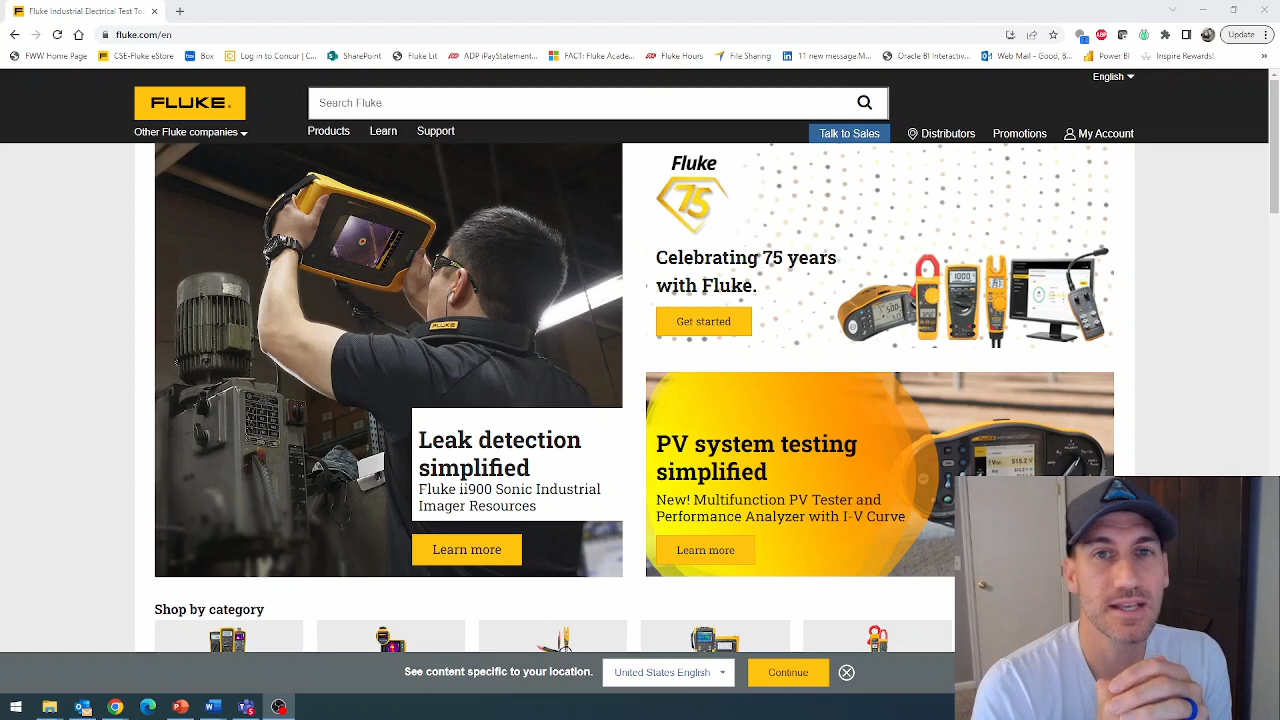 Fluke Industrial Electrical Test Too
fluke.com/en
Update
FWW Home Page
CSE-Fluke eStore
Box
Log in to Concur | C...
SharePoint
Fluke Lit
ADP iPayStatement...
FACT: Fluke Acade...
Fluke Hours
File Sharing
11 new message.M...
Oracle BI Interactiv...
Web Mail - Good, B...
Power BI
Inspire Rewards!
English
FLUKE®
Search Fluke
Other Fluke companies
Products
Learn
Support
Talk to Sales
Distributors
Promotions
My Account
Fluke
75
Celebrating 75 years
with Fluke.
Get started
Leak detection
simplified
Fluke ii900 Sonic Industrial
Imager Resources
Learn more
FLUKE
PV system testing
simplified
New! Multifunction PV Tester and
Performance Analyzer with I-V Curve
Learn more
Shop by category
See content specific to your location.
United States English
Continue